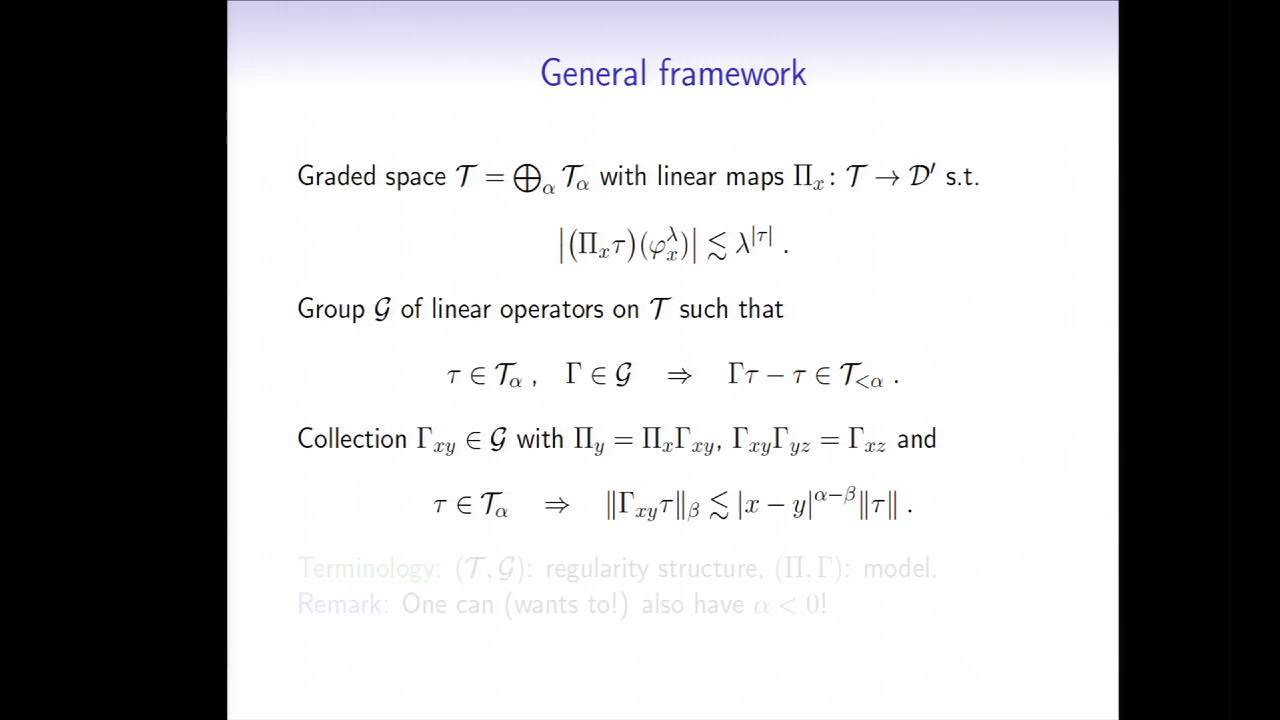 General framework
Graded space 𝒯 = ⊕_α 𝒯_α with linear maps Π_x : 𝒯 → 𝒟′ s.t.
|(Π_x τ)(φ_x^λ)| ≲ λ^{|τ|} .
Group 𝒢 of linear operators on 𝒯 such that
τ ∈ 𝒯_α , Γ ∈ 𝒢 ⇒ Γτ − τ ∈ 𝒯_{<α} .
Collection Γ_{xy} ∈ 𝒢 with Π_y = Π_x Γ_{xy}, Γ_{xy}Γ_{yz} = Γ_{xz} and
τ ∈ 𝒯_α ⇒ ‖Γ_{xy}τ‖_β ≲ |x − y|^{α−β}‖τ‖ .
Terminology: (𝒯, 𝒢): regularity structure, (Π, Γ): model.
Remark: One can (wants to!) also have α < 0!